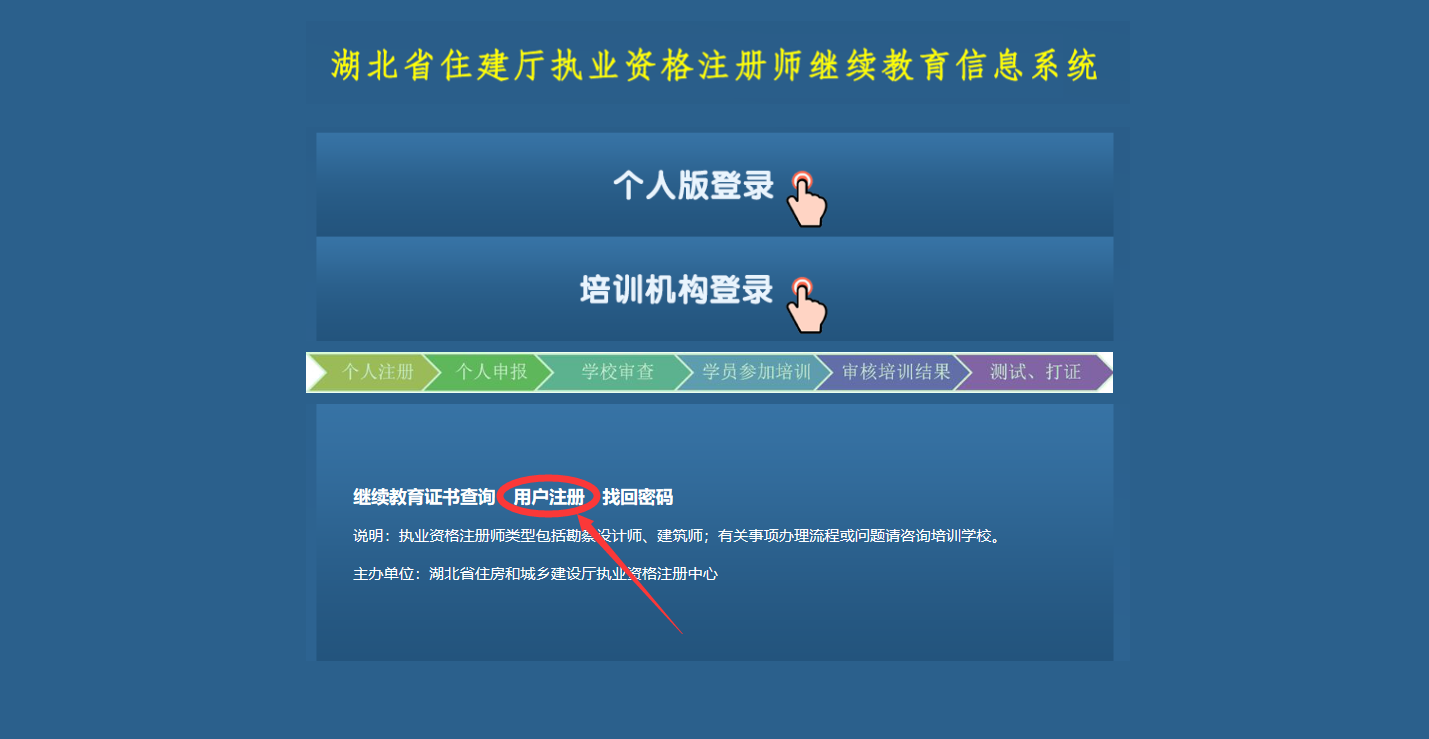 湖北省住建厅执业资格注册师继续教育信息系统
个人版登录
培训机构登录
个人注册 个人申报 学校审查 学员参加培训 审核培训结果 测试、打证
继续教育证书查询 用户注册 找回密码
说明：执业资格注册师类型包括勘察设计师、建筑师；有关事项办理流程或问题请咨询培训学校。
主办单位：湖北省住房和城乡建设厅执业资格注册中心